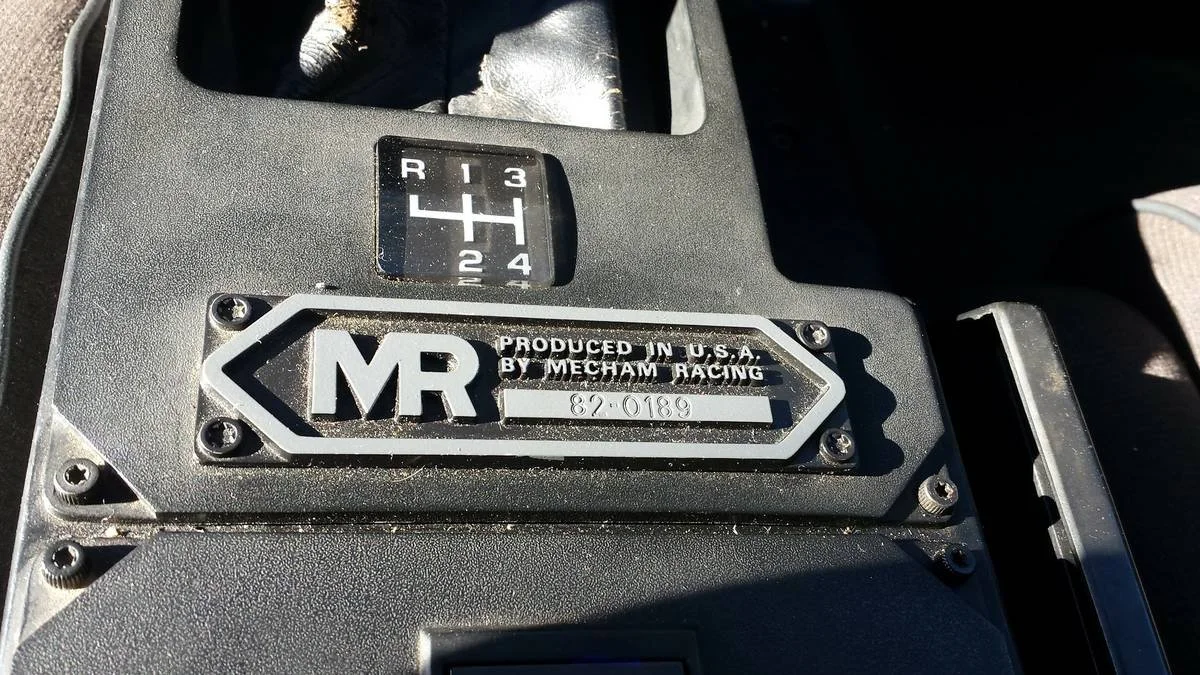 R 1 3
2 4
MR
PRODUCED IN U.S.A.
BY MECHAM RACING
82-0189